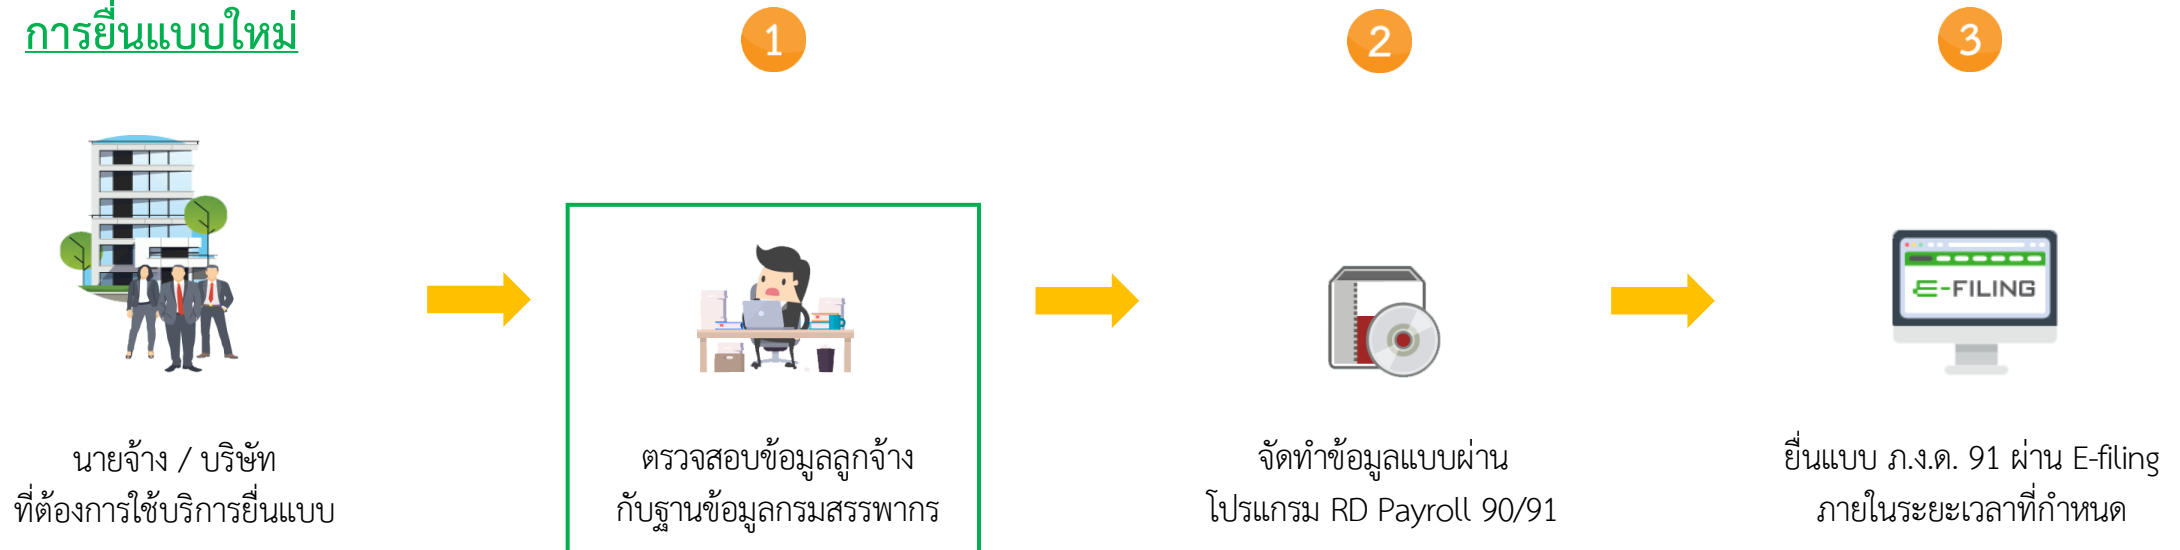 การยื่นแบบใหม่
1
2
3
E-FILING
นายจ้าง / บริษัท
ที่ต้องการใช้บริการยื่นแบบ
ตรวจสอบข้อมูลลูกจ้าง
กับฐานข้อมูลกรมสรรพากร
จัดทำข้อมูลแบบผ่าน
โปรแกรม RD Payroll 90/91
ยื่นแบบ ภ.ง.ด. 91 ผ่าน E-filing
ภายในระยะเวลาที่กำหนด